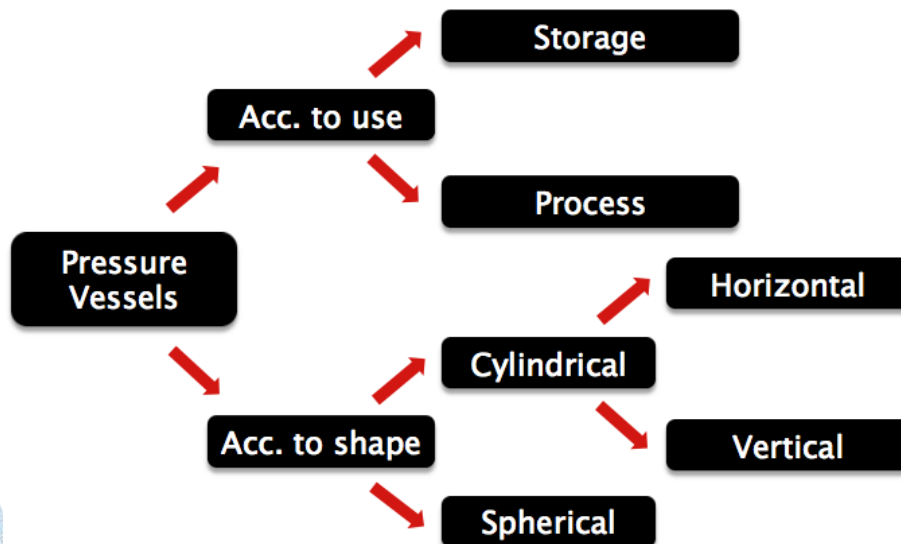 Storage
Acc. to use
Process
Pressure
Vessels
Horizontal
Cylindrical
Acc. to shape
Vertical
Spherical